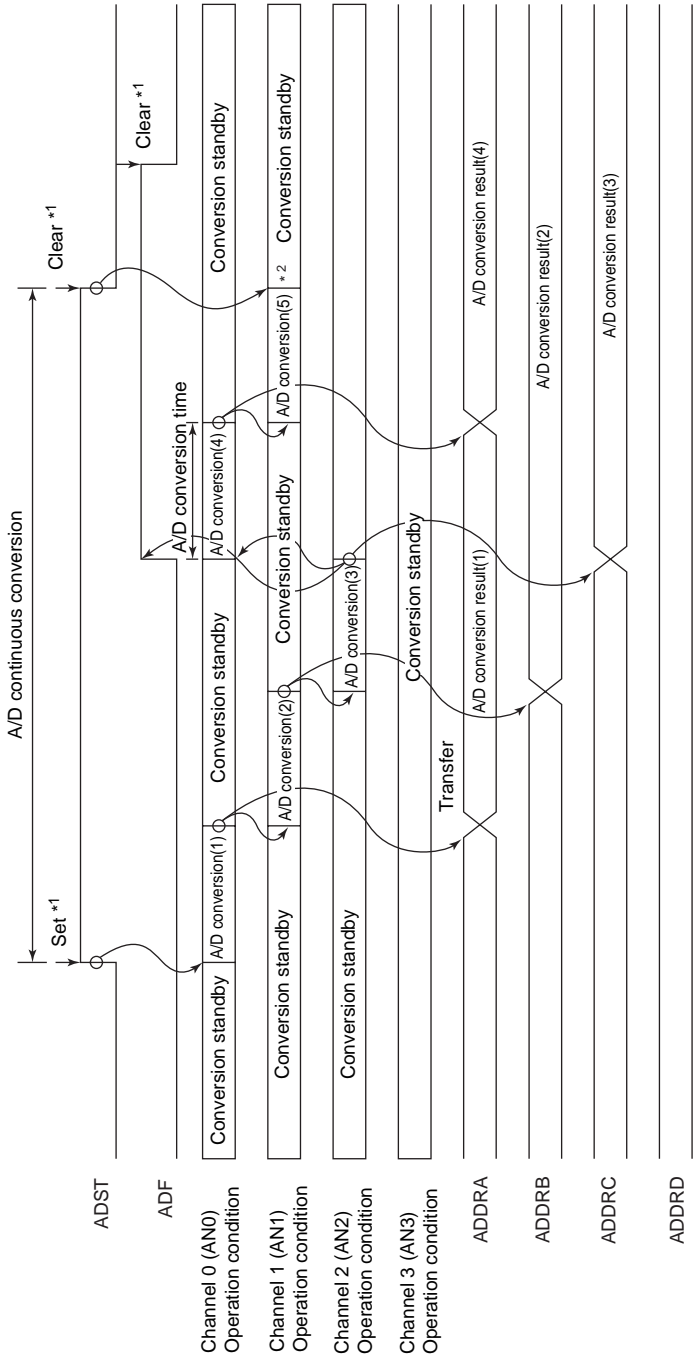 A/D continuous conversion
Set *1
Clear *1
Clear *1
ADST
ADF
A/D conversion time
Channel 0 (AN0)
Operation condition
Conversion standby
A/D conversion(1)
Conversion standby
A/D conversion(4)
Conversion standby
Channel 1 (AN1)
Operation condition
Conversion standby
A/D conversion(2)
Conversion standby
A/D conversion(5)
*2
Conversion standby
Channel 2 (AN2)
Operation condition
Conversion standby
A/D conversion(3)
Channel 3 (AN3)
Operation condition
Conversion standby
Transfer
ADDRA
A/D conversion result(1)
A/D conversion result(4)
ADDRB
A/D conversion result(2)
ADDRC
A/D conversion result(3)
ADDRD